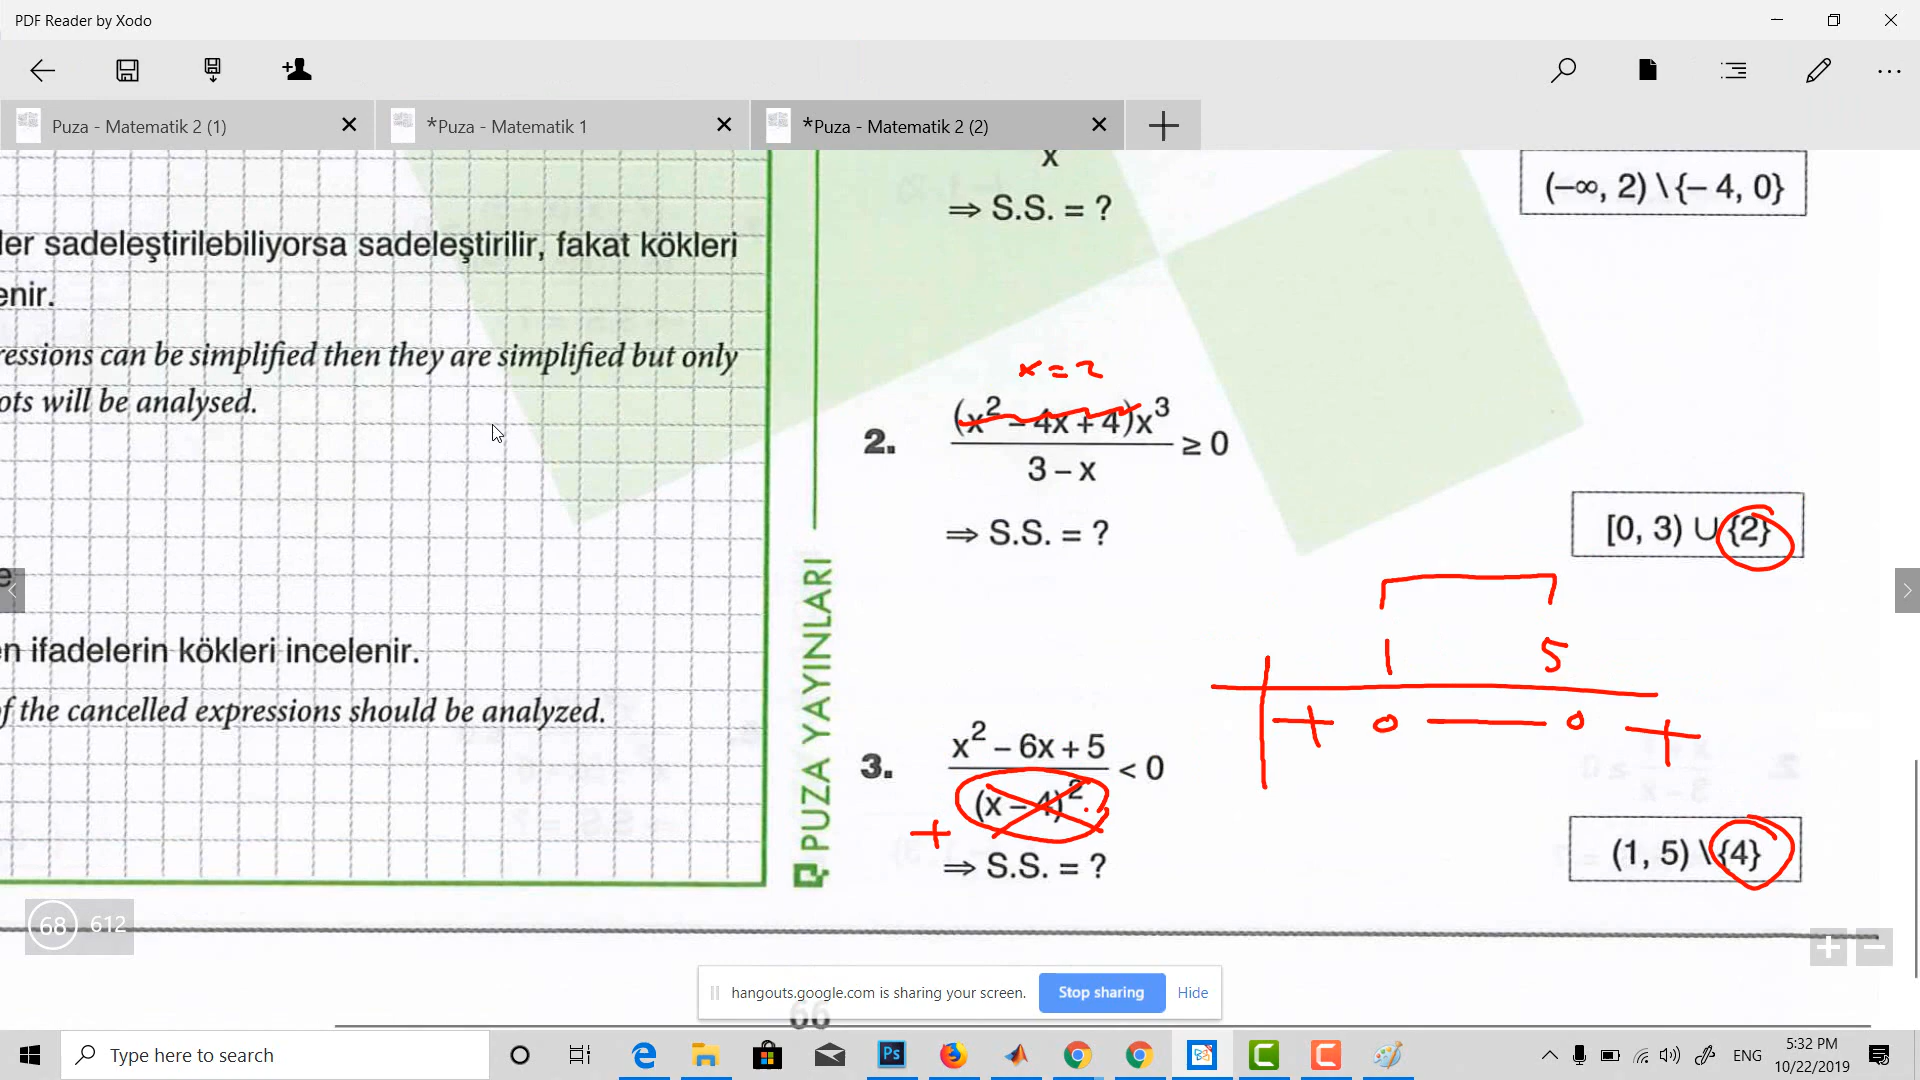 PDF Reader by Xodo
Puza - Matematik 2 (1)
*Puza - Matematik 1
*Puza - Matematik 2 (2)
ler sadeleştirilebiliyorsa sadeleştirilir, fakat kökleri
enir.
ressions can be simplified then they are simplified but only
ots will be analysed.
e
n ifadelerin kökleri incelenir.
f the cancelled expressions should be analyzed.
PUZA YAYINLARI
x
⇒ S.S. = ?
(–∞, 2) \ {– 4, 0}
x = 2
2. (x² – 4x + 4)x³ / 3 – x ≥ 0
⇒ S.S. = ?
[0, 3) ∪ {2}
1 5
+ 0 — 0 +
3. x² – 6x + 5 / (x – 4)² < 0
+
⇒ S.S. = ?
(1, 5) \ {4}
68 612
hangouts.google.com is sharing your screen. Stop sharing Hide
66
Type here to search
ENG
5:32 PM
10/22/2019